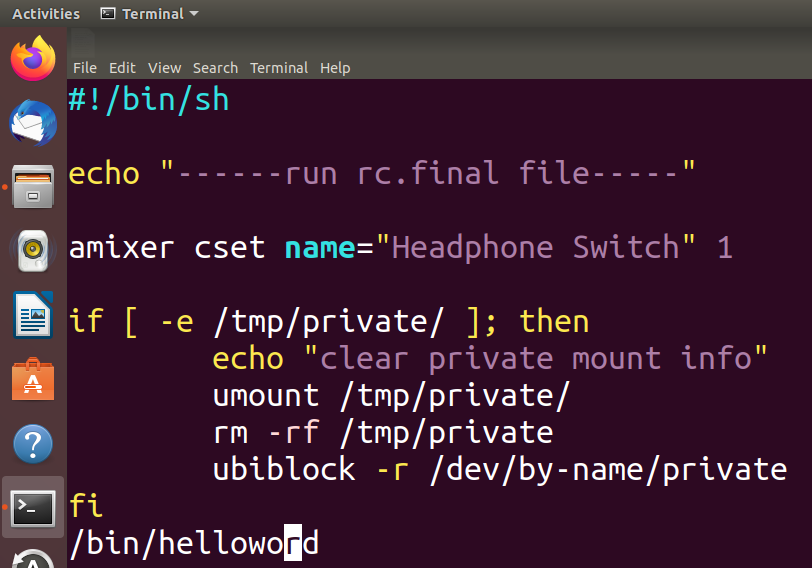 Activities Terminal
File Edit View Search Terminal Help
#!/bin/sh
echo "------run rc.final file-----"
amixer cset name="Headphone Switch" 1
if [ -e /tmp/private/ ]; then
echo "clear private mount info"
umount /tmp/private/
rm -rf /tmp/private
ubiblock -r /dev/by-name/private
fi
/bin/helloword